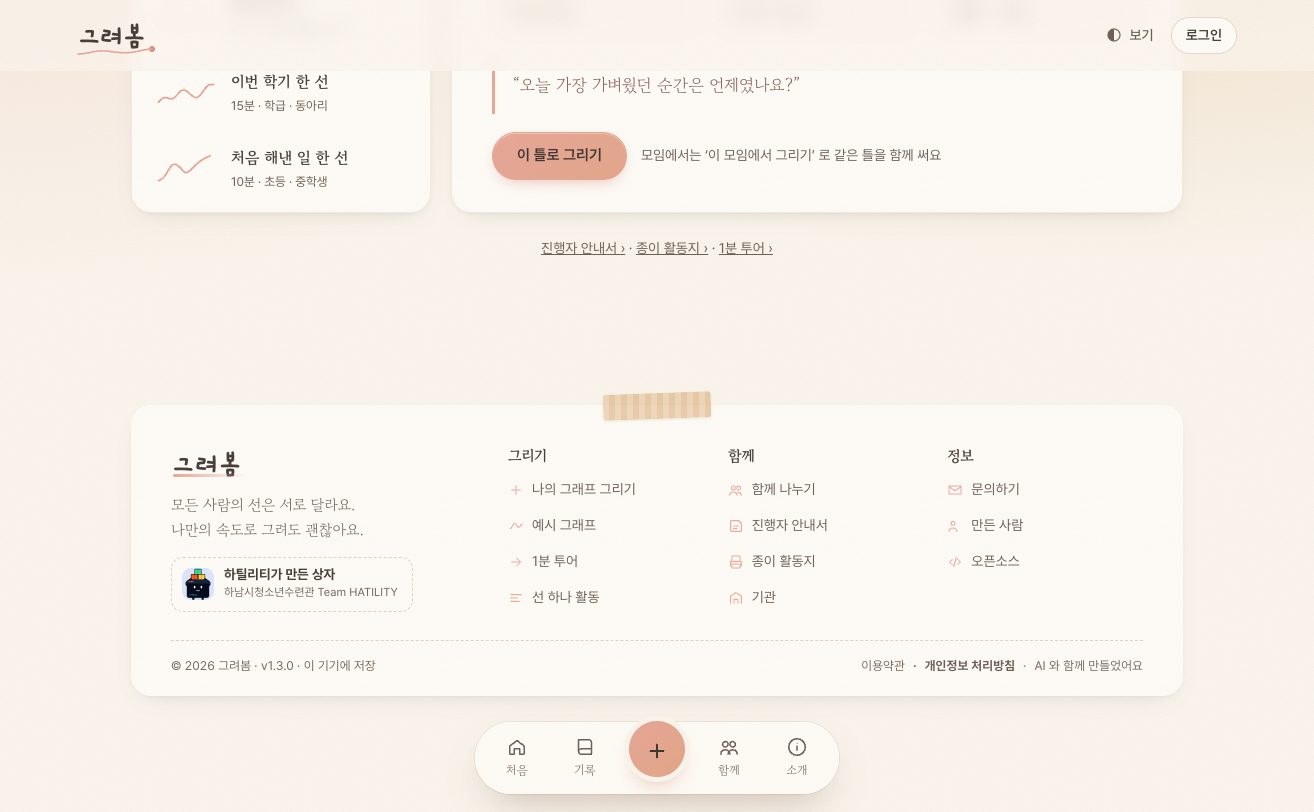 그려봄
보기
로그인
이번 학기 한 선
15분 · 학급 · 동아리
처음 해낸 일 한 선
10분 · 초등 · 중학생
“오늘 가장 가벼웠던 순간은 언제였나요?”
이 틀로 그리기
모임에서는 ‘이 모임에서 그리기’ 로 같은 틀을 함께 써요
진행자 안내서 › · 종이 활동지 › · 1분 투어 ›
그려봄
모든 사람의 선은 서로 달라요.
나만의 속도로 그려도 괜찮아요.
하틸리티가 만든 상자
하남시청소년수련관 Team HATILITY
그리기
나의 그래프 그리기
예시 그래프
1분 투어
선 하나 활동
함께
함께 나누기
진행자 안내서
종이 활동지
기관
정보
문의하기
만든 사람
오픈소스
© 2026 그려봄 · v1.3.0 · 이 기기에 저장
이용약관 · 개인정보 처리방침 · AI 와 함께 만들었어요
처음
기록
함께
소개